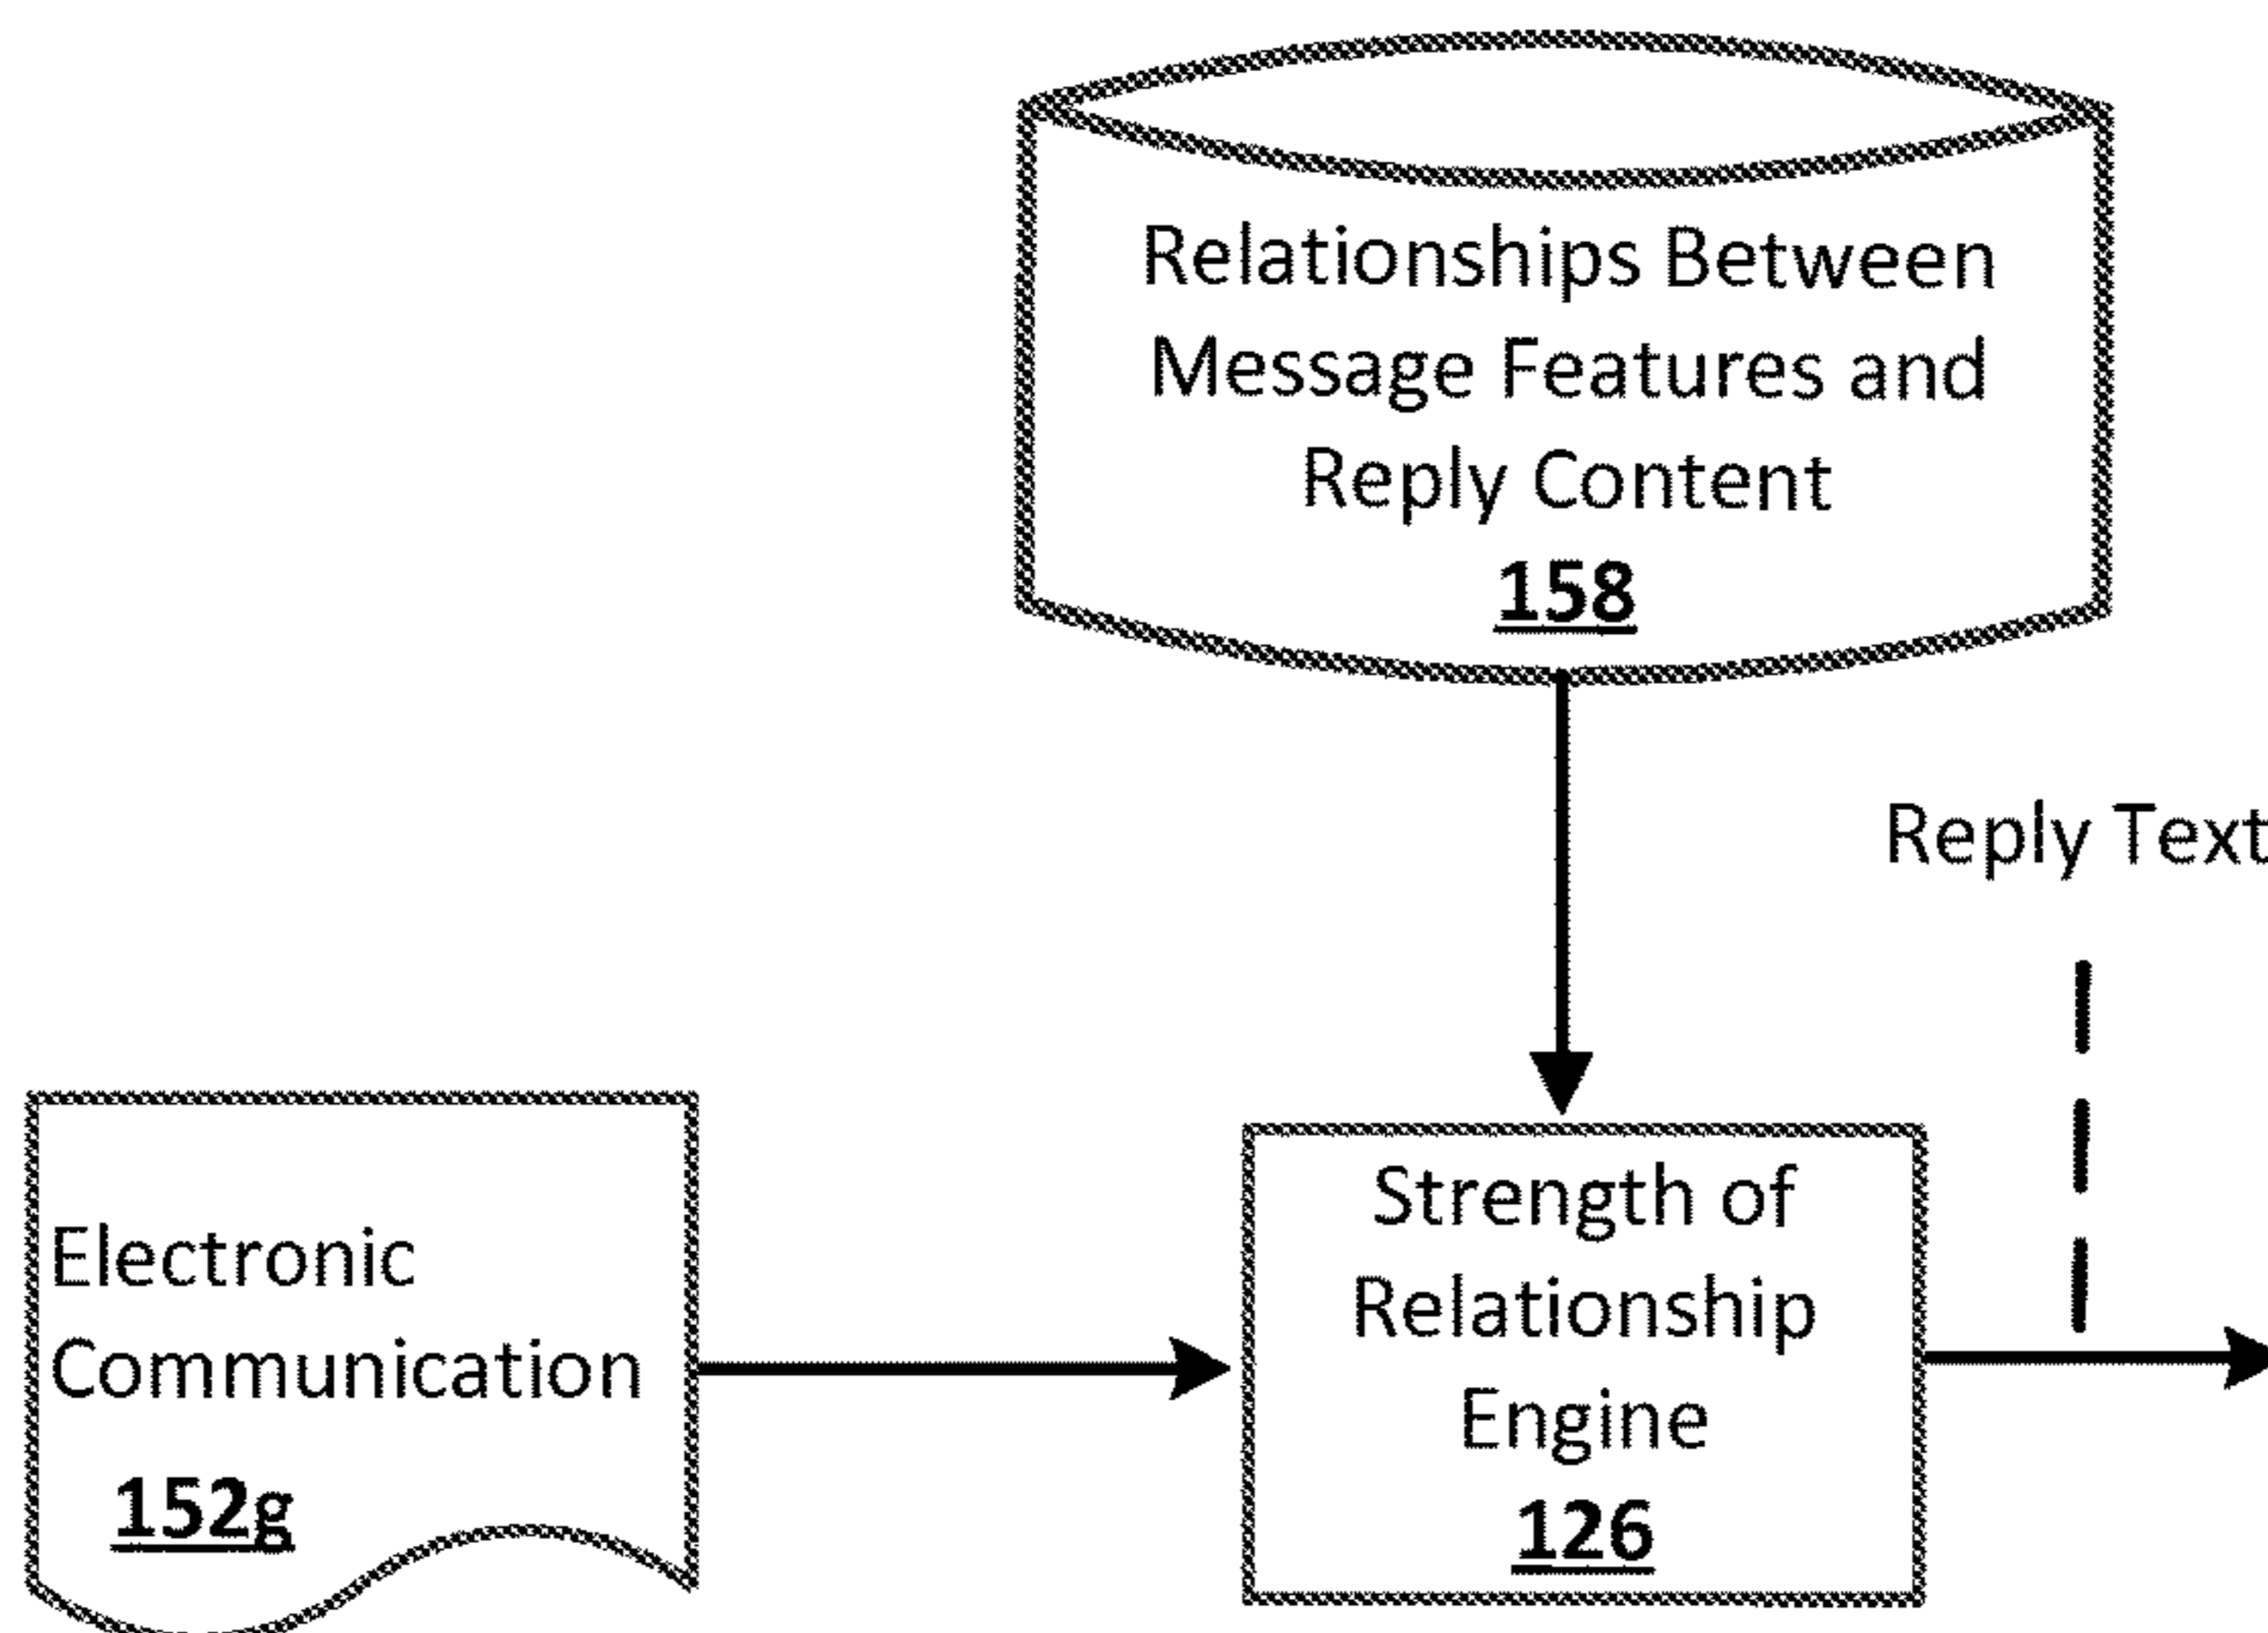 Relationships Between
Message Features and
Reply Content
158
Reply Text
Electronic
Communication
152g
Strength of
Relationship
Engine
126